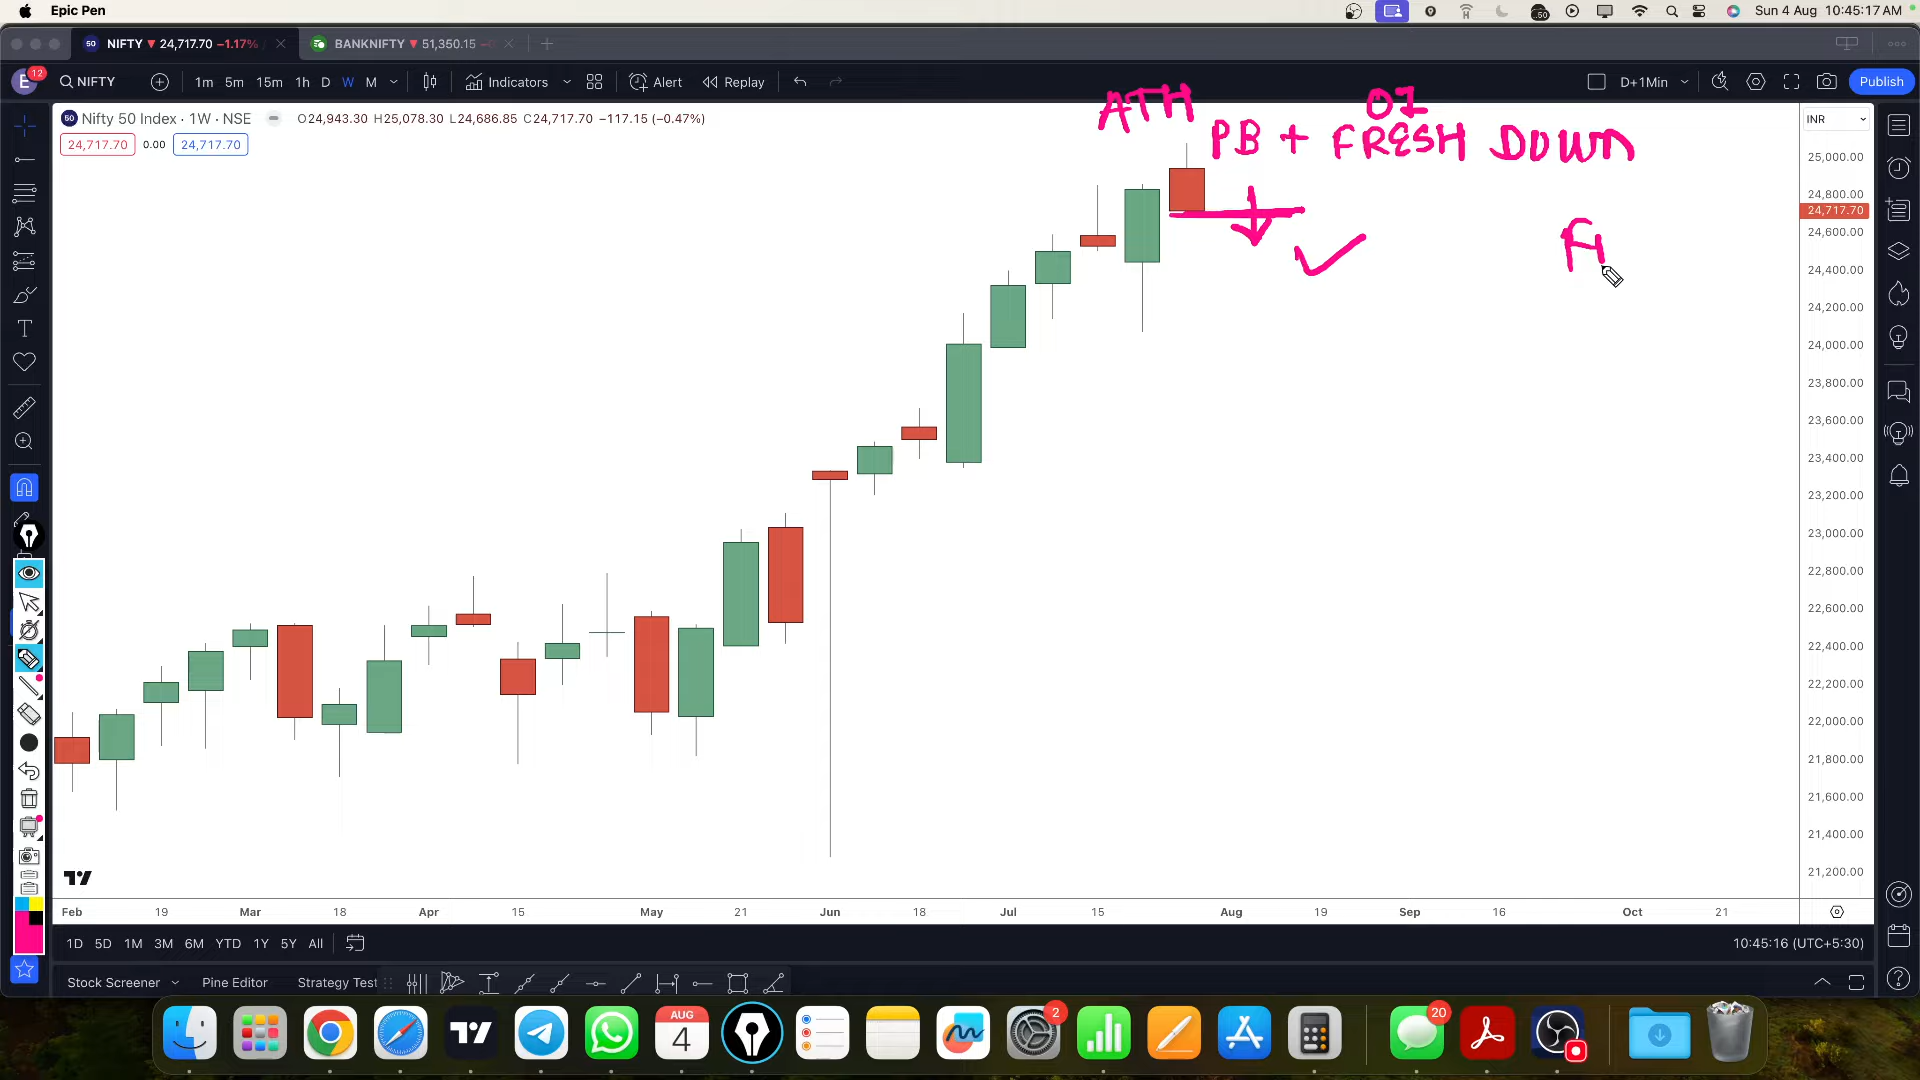 Epic Pen
.50
Sun 4 Aug 10:45:17 AM
50 NIFTY ▼ 24,717.70 −1.17%
BANKNIFTY ▼ 51,350.15
E 12 NIFTY 1m 5m 15m 1h D W M Indicators Alert Replay D+1Min Publish
ATH
OI
PB + FRESH DOWN
50 Nifty 50 Index · 1W · NSE O24,943.30 H25,078.30 L24,686.85 C24,717.70 −117.15 (−0.47%)
INR
24,717.70 0.00 24,717.70
25,000.00
24,800.00
24,717.70
24,600.00
24,400.00
24,200.00
24,000.00
23,800.00
23,600.00
23,400.00
23,200.00
23,000.00
22,800.00
22,600.00
22,400.00
22,200.00
22,000.00
21,800.00
21,600.00
21,400.00
21,200.00
Feb 19 Mar 18 Apr 15 May 21 Jun 18 Jul 15 Aug 19 Sep 16 Oct 21
1D 5D 1M 3M 6M YTD 1Y 5Y All
10:45:16 (UTC+5:30)
Stock Screener Pine Editor Strategy Test
AUG
4
2
20